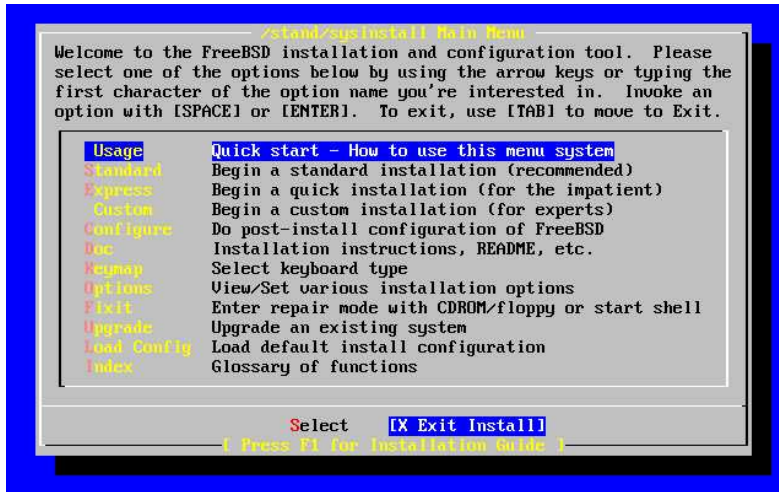 /stand/sysinstall Main Menu
Welcome to the FreeBSD installation and configuration tool.  Please
select one of the options below by using the arrow keys or typing the
first character of the option name you're interested in.  Invoke an
option with [SPACE] or [ENTER].  To exit, use [TAB] to move to Exit.
Usage Quick start - How to use this menu system
Standard Begin a standard installation (recommended)
Express Begin a quick installation (for the impatient)
Custom Begin a custom installation (for experts)
Configure Do post-install configuration of FreeBSD
Doc Installation instructions, README, etc.
Keymap Select keyboard type
Options View/Set various installation options
Fixit Enter repair mode with CDROM/floppy or start shell
Upgrade Upgrade an existing system
Load Config Load default install configuration
Index Glossary of functions
Select [X Exit Install]
[ Press F1 for Installation Guide ]